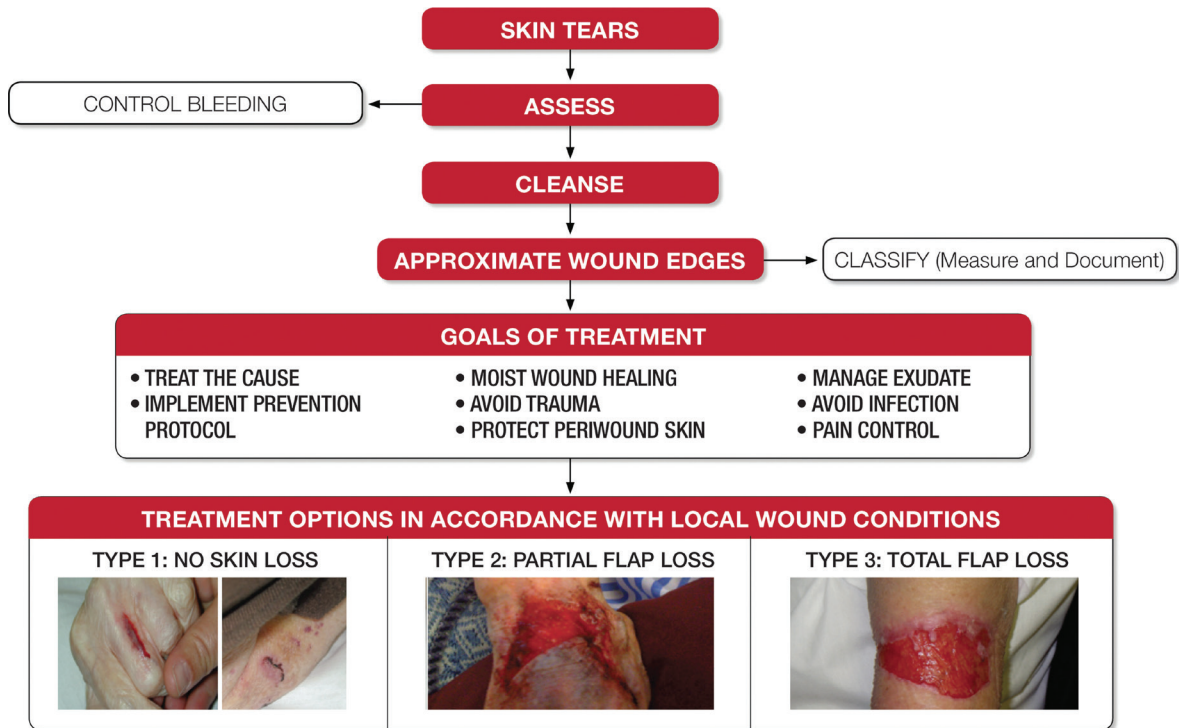 SKIN TEARS
CONTROL BLEEDING
ASSESS
CLEANSE
APPROXIMATE WOUND EDGES
CLASSIFY (Measure and Document)
GOALS OF TREATMENT
• TREAT THE CAUSE
• IMPLEMENT PREVENTION
PROTOCOL
• MOIST WOUND HEALING
• AVOID TRAUMA
• PROTECT PERIWOUND SKIN
• MANAGE EXUDATE
• AVOID INFECTION
• PAIN CONTROL
TREATMENT OPTIONS IN ACCORDANCE WITH LOCAL WOUND CONDITIONS
TYPE 1: NO SKIN LOSS
TYPE 2: PARTIAL FLAP LOSS
TYPE 3: TOTAL FLAP LOSS